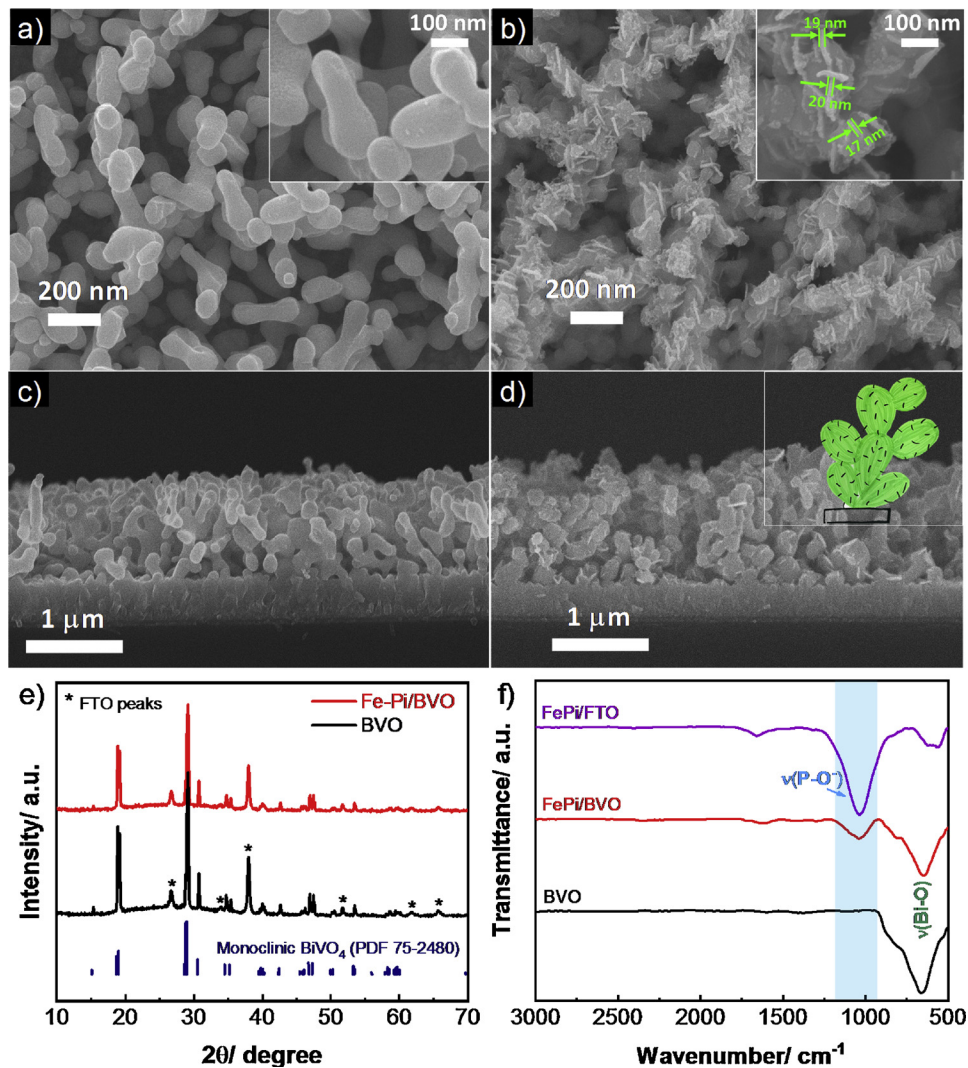 a)
100 nm
200 nm
b)
19 nm
100 nm
20 nm
17 nm
200 nm
c)
1 μm
d)
1 μm
e)
* FTO peaks
Fe-Pi/BVO
BVO
*
*
*
*
*
*
Monoclinic BiVO4 (PDF 75-2480)
Intensity/ a.u.
10 20 30 40 50 60 70
2θ/ degree
f)
FePi/FTO
ν(P-O⁻)
FePi/BVO
BVO
ν(Bi-O)
Transmittance/ a.u.
3000 2500 2000 1500 1000 500
Wavenumber/ cm⁻¹